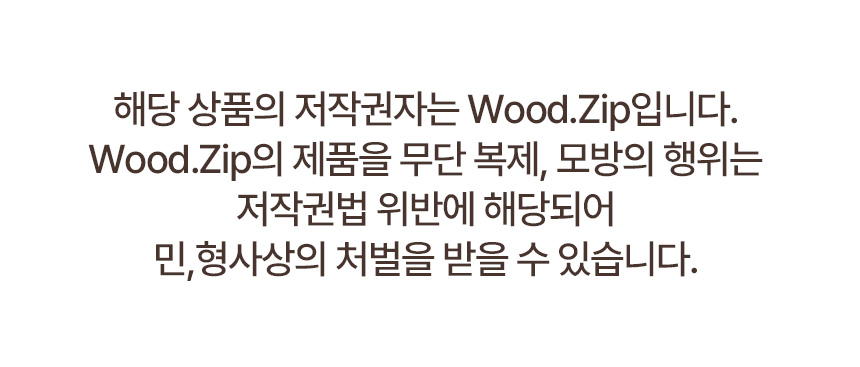 해당 상품의 저작권자는 Wood.Zip입니다.
Wood.Zip의 제품을 무단 복제, 모방의 행위는
저작권법 위반에 해당되어
민,형사상의 처벌을 받을 수 있습니다.